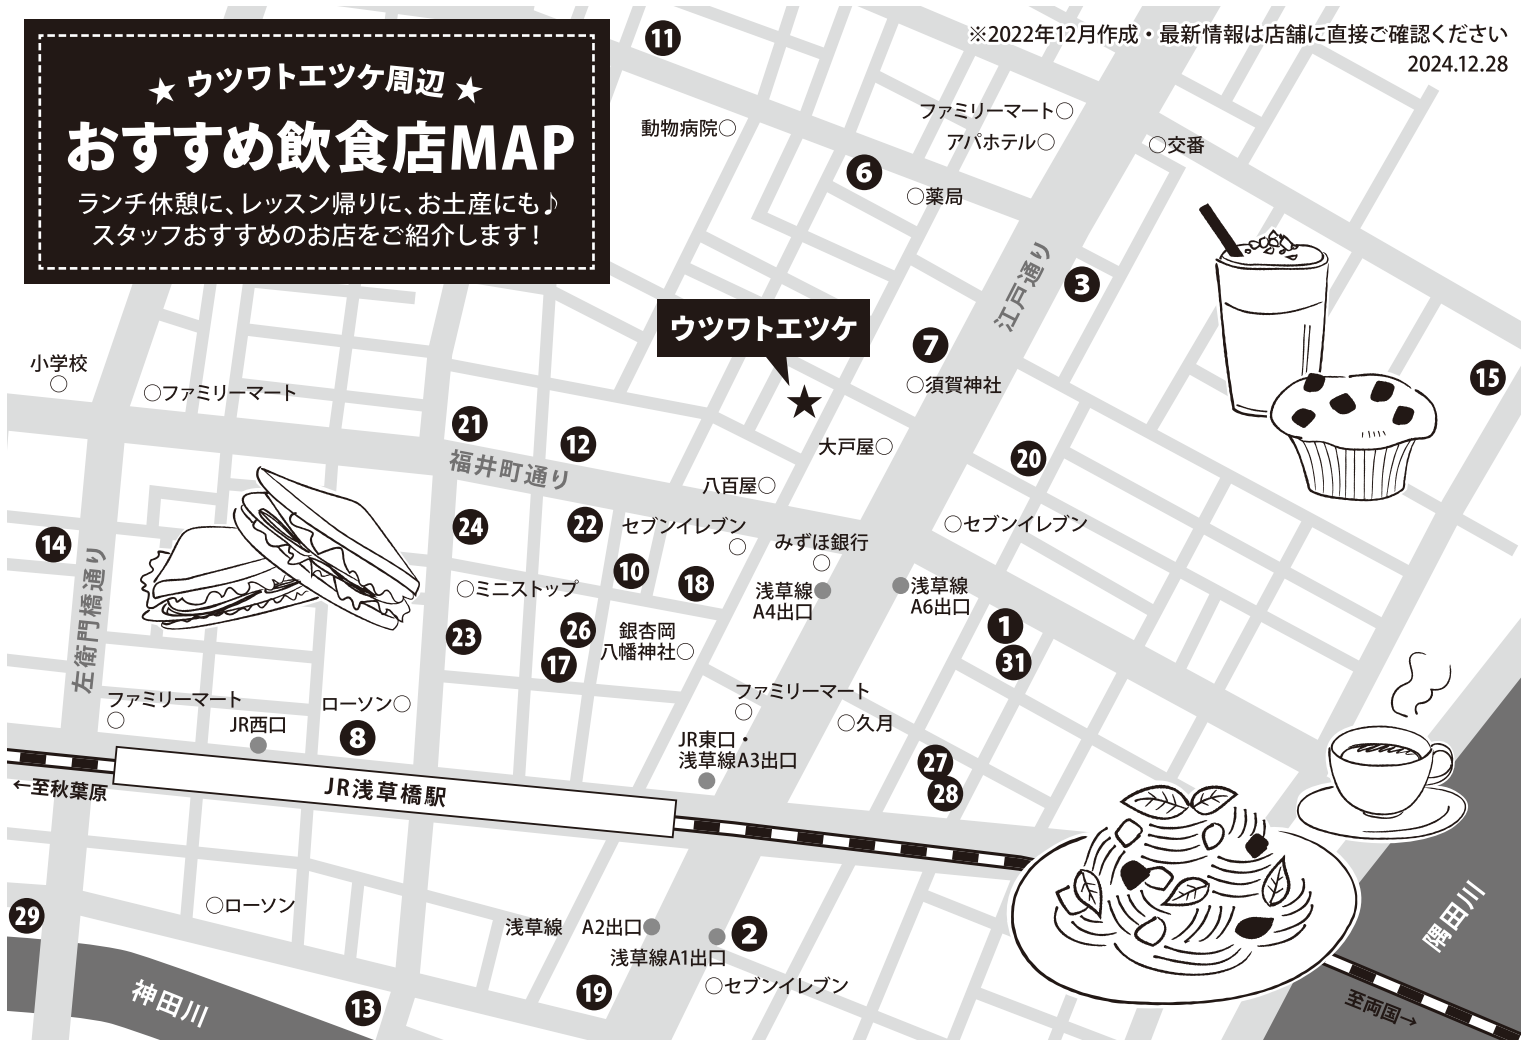 ウツワトエツケ周辺
おすすめ飲食店MAP
ランチ休憩に、レッスン帰りに、お土産にも♪
スタッフおすすめのお店をご紹介します！
※2022年12月作成・最新情報は店舗に直接ご確認ください
2024.12.28
11
動物病院
ファミリーマート
アパホテル
交番
6
薬局
江戸通り
3
ウツワトエツケ
7
須賀神社
15
小学校
ファミリーマート
21
12
福井町通り
大戸屋
20
八百屋
24
22
セブンイレブン
みずほ銀行
セブンイレブン
14
左衛門橋通り
10
18
ミニストップ
浅草線
A4出口
浅草線
A6出口
23
26
17
銀杏岡
八幡神社
1
31
ファミリーマート
JR西口
ローソン
8
ファミリーマート
久月
JR東口・
浅草線A3出口
27
28
←至秋葉原
JR浅草橋駅
29
ローソン
浅草線 A2出口
2
浅草線A1出口
セブンイレブン
19
13
神田川
隅田川
至両国→